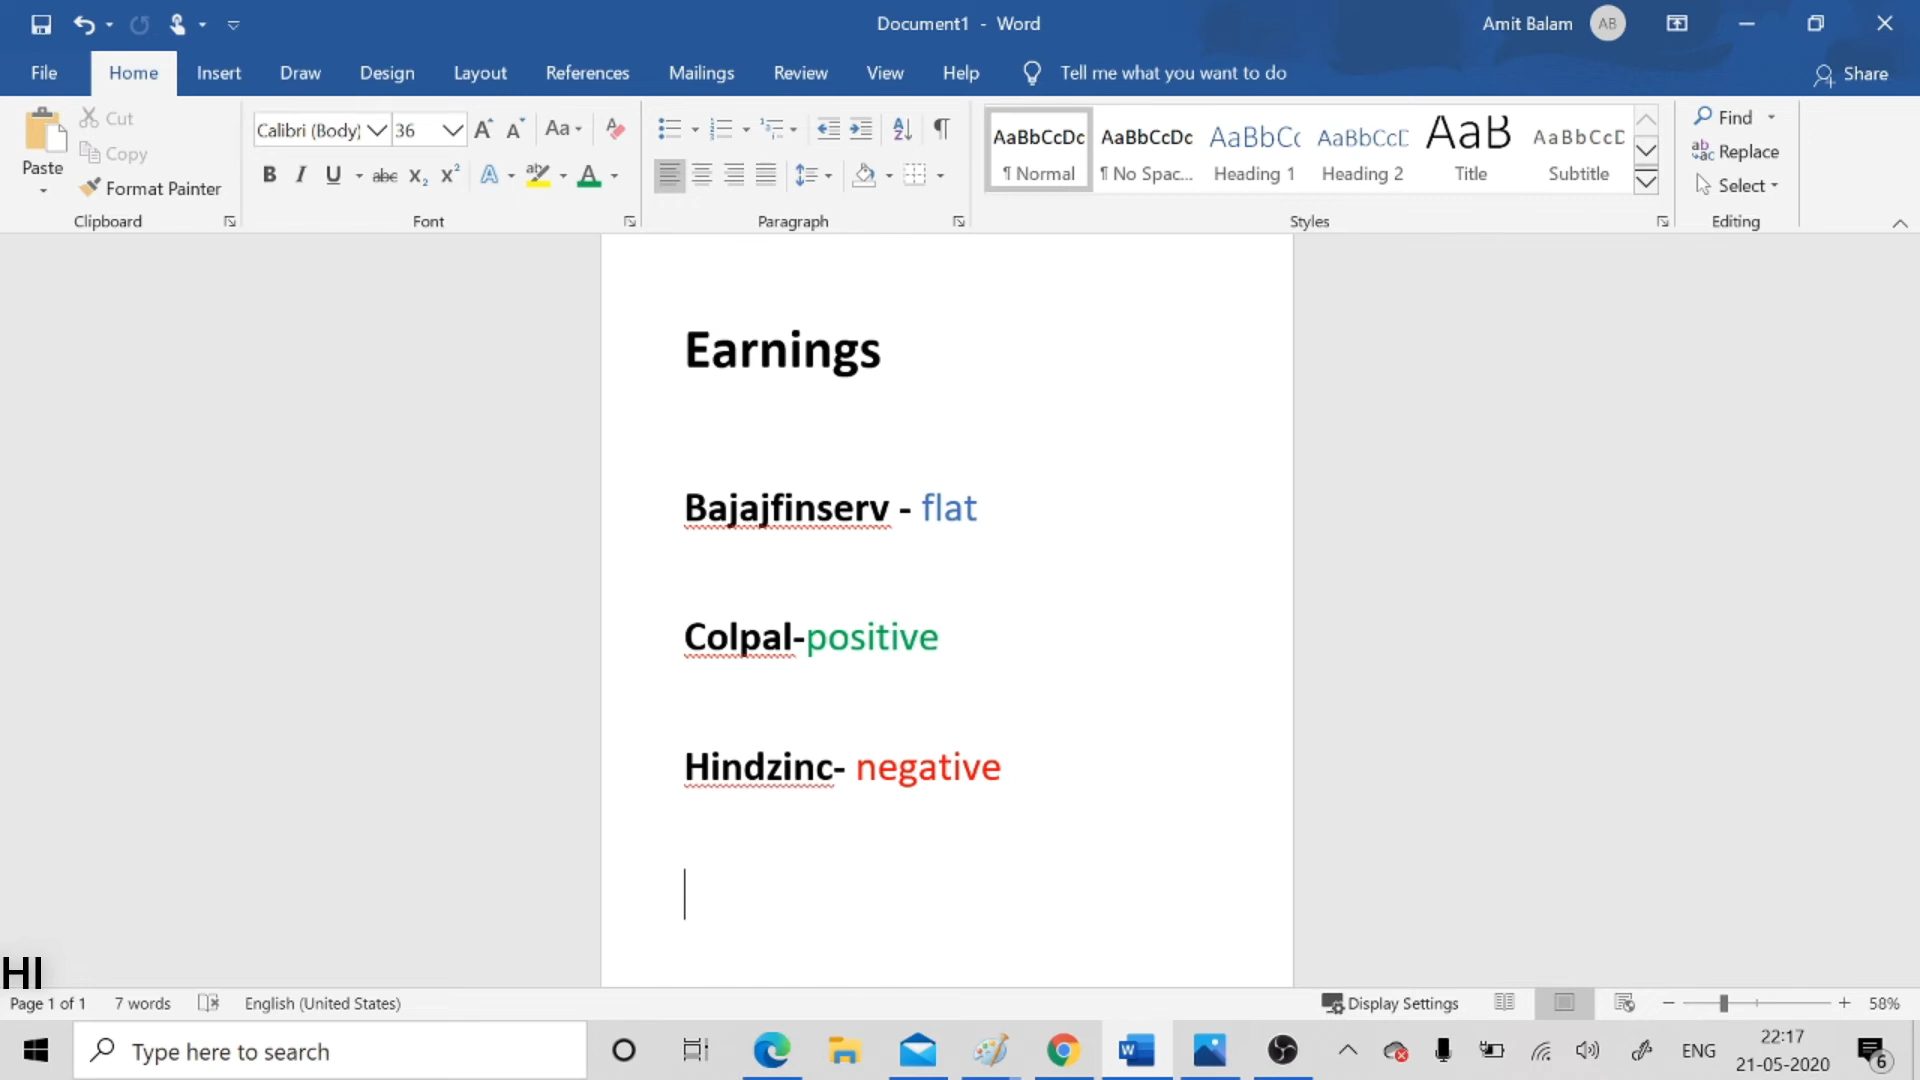 Document1 - Word
Amit Balam AB
File Home Insert Draw Design Layout References Mailings Review View Help Tell me what you want to do Share
Paste
Cut
Copy
Format Painter
Clipboard
Calibri (Body) 36
Font
Paragraph
AaBbCcDc AaBbCcDc AaBbCc AaBbCcD AaB AaBbCcD
¶ Normal ¶ No Spac... Heading 1 Heading 2 Title Subtitle
Styles
Find
Replace
Select
Editing
Earnings
Bajajfinserv - flat
Colpal-positive
Hindzinc- negative
HI
Page 1 of 1 7 words English (United States) Display Settings 58%
Type here to search
ENG
22:17
21-05-2020
6